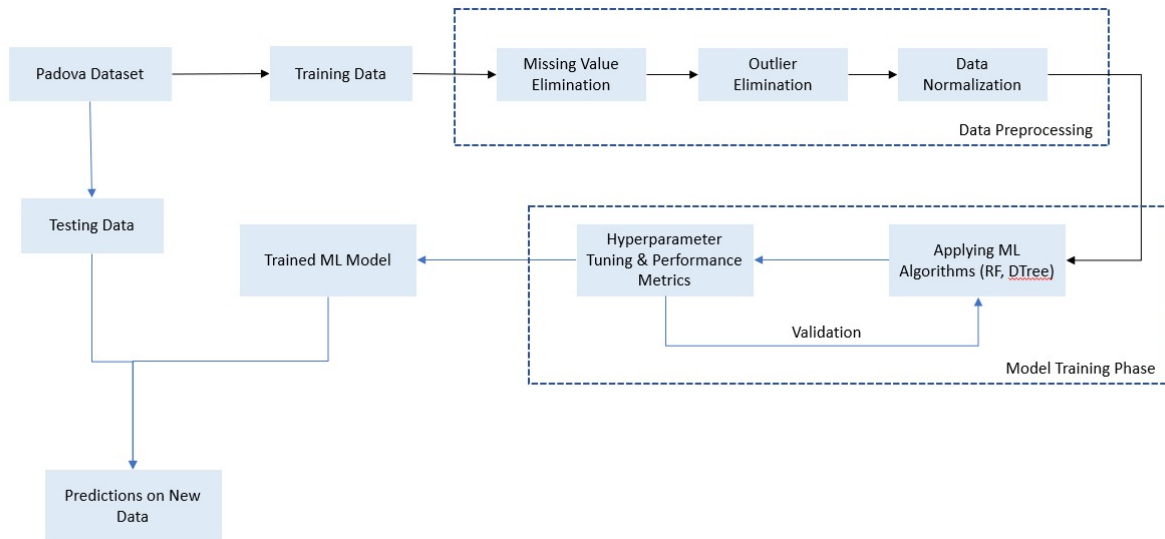 Padova Dataset
Training Data
Missing Value
Elimination
Outlier
Elimination
Data
Normalization
Data Preprocessing
Testing Data
Trained ML Model
Hyperparameter
Tuning & Performance
Metrics
Applying ML
Algorithms (RF, DTree)
Validation
Model Training Phase
Predictions on New
Data